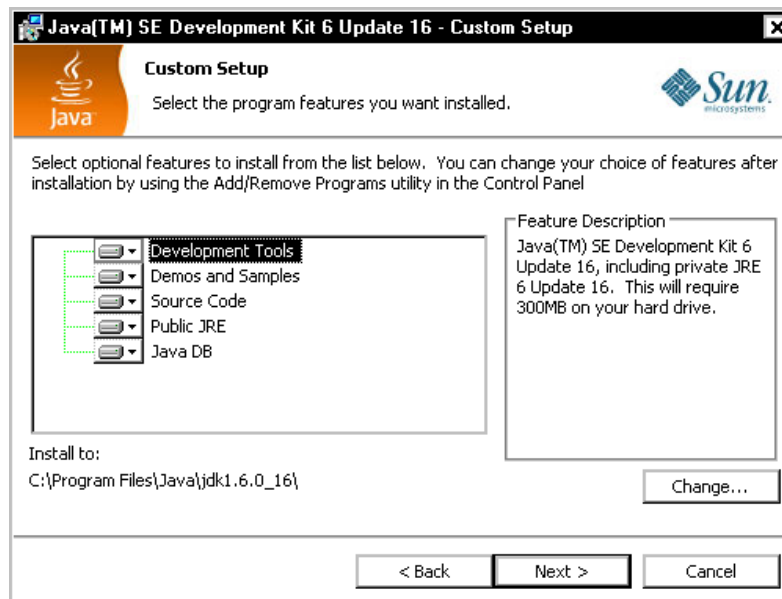 Java(TM) SE Development Kit 6 Update 16 - Custom Setup
Custom Setup
Select the program features you want installed.
Java
Sun
microsystems
Select optional features to install from the list below.  You can change your choice of features after
installation by using the Add/Remove Programs utility in the Control Panel
Development Tools
Demos and Samples
Source Code
Public JRE
Java DB
Feature Description
Java(TM) SE Development Kit 6
Update 16, including private JRE
6 Update 16.  This will require
300MB on your hard drive.
Install to:
C:\Program Files\Java\jdk1.6.0_16\
Change...
< Back
Next >
Cancel